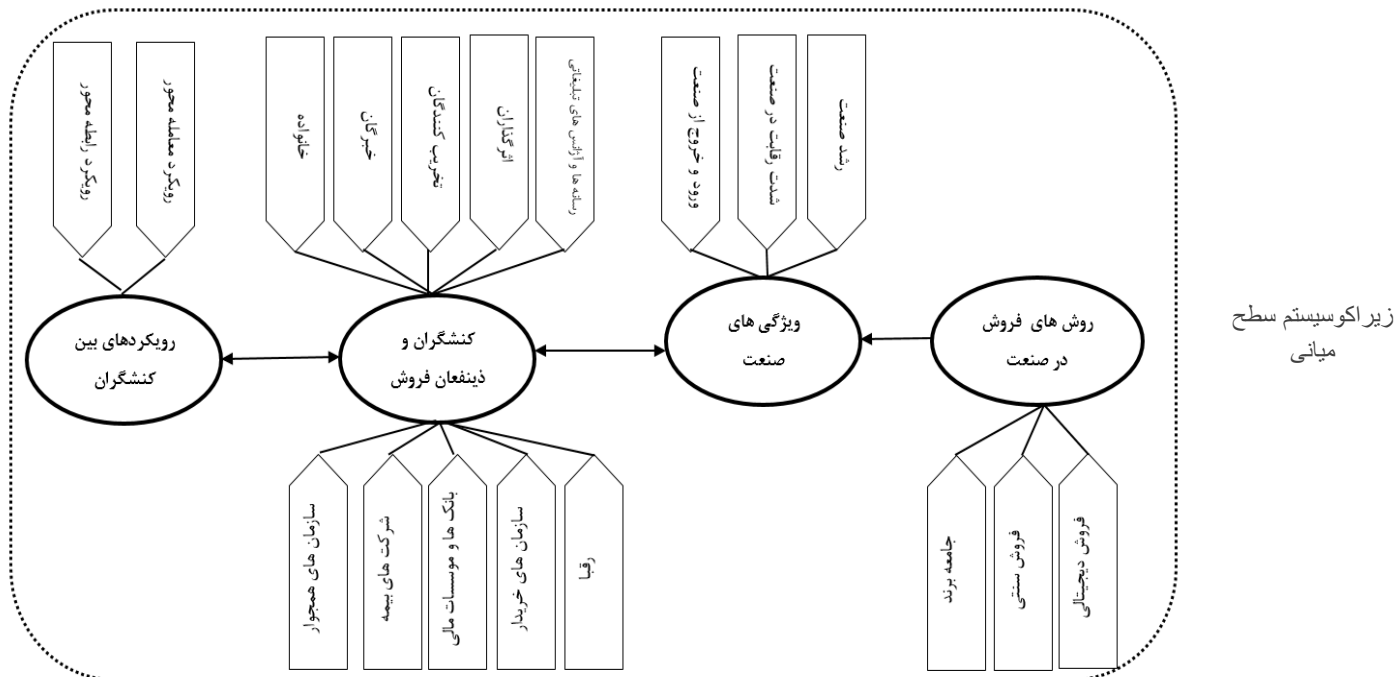 رشد صنعت
شدت رقابت در صنعت
ورود و خروج از صنعت
رسانه ها و آژانس های تبلیغاتی
اثرگذاران
تخریب کنندگان
خبرگان
خانواده
رویکرد معامله محور
رویکرد رابطه محور
زیراکوسیستم سطح
میانی
روش های فروش
در صنعت
ویژگی های
صنعت
کنشگران و
ذینفعان فروش
رویکردهای بین
کنشگران
فروش دیجیتالی
فروش سنتی
جامعه برند
رقبا
سازمان های خریدار
بانک ها و موسسات مالی
شرکت های بیمه
سازمان های همجوار